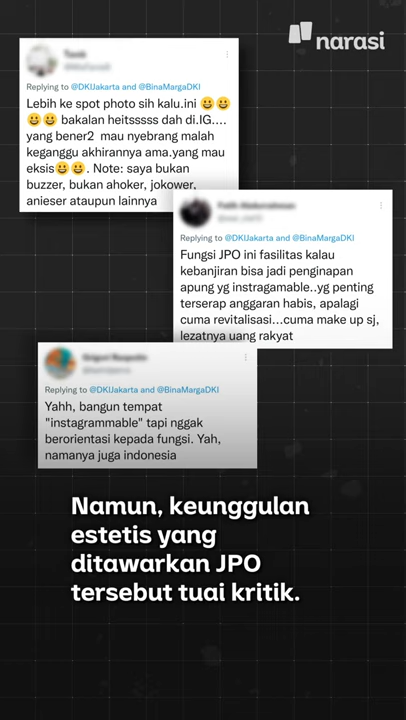 narasi
Replying to @DKIJakarta and @BinaMargaDKI
Lebih ke spot photo sih kalu.ini 😀😀
😀😀 bakalan heitsssss dah di.IG....
yang bener2 mau nyebrang malah
keganggu akhirannya ama.yang mau
eksis😀😀. Note: saya bukan
buzzer, bukan ahoker, jokower,
anieser ataupun lainnya
Replying to @DKIJakarta and @BinaMargaDKI
Fungsi JPO ini fasilitas kalau
kebanjiran bisa jadi penginapan
apung yg instragamable..yg penting
terserap anggaran habis, apalagi
cuma revitalisasi...cuma make up sj,
lezatnya uang rakyat
Replying to @DKIJakarta and @BinaMargaDKI
Yahh, bangun tempat
"instagrammable" tapi nggak
berorientasi kepada fungsi. Yah,
namanya juga indonesia
Namun, keunggulan
estetis yang
ditawarkan JPO
tersebut tuai kritik.